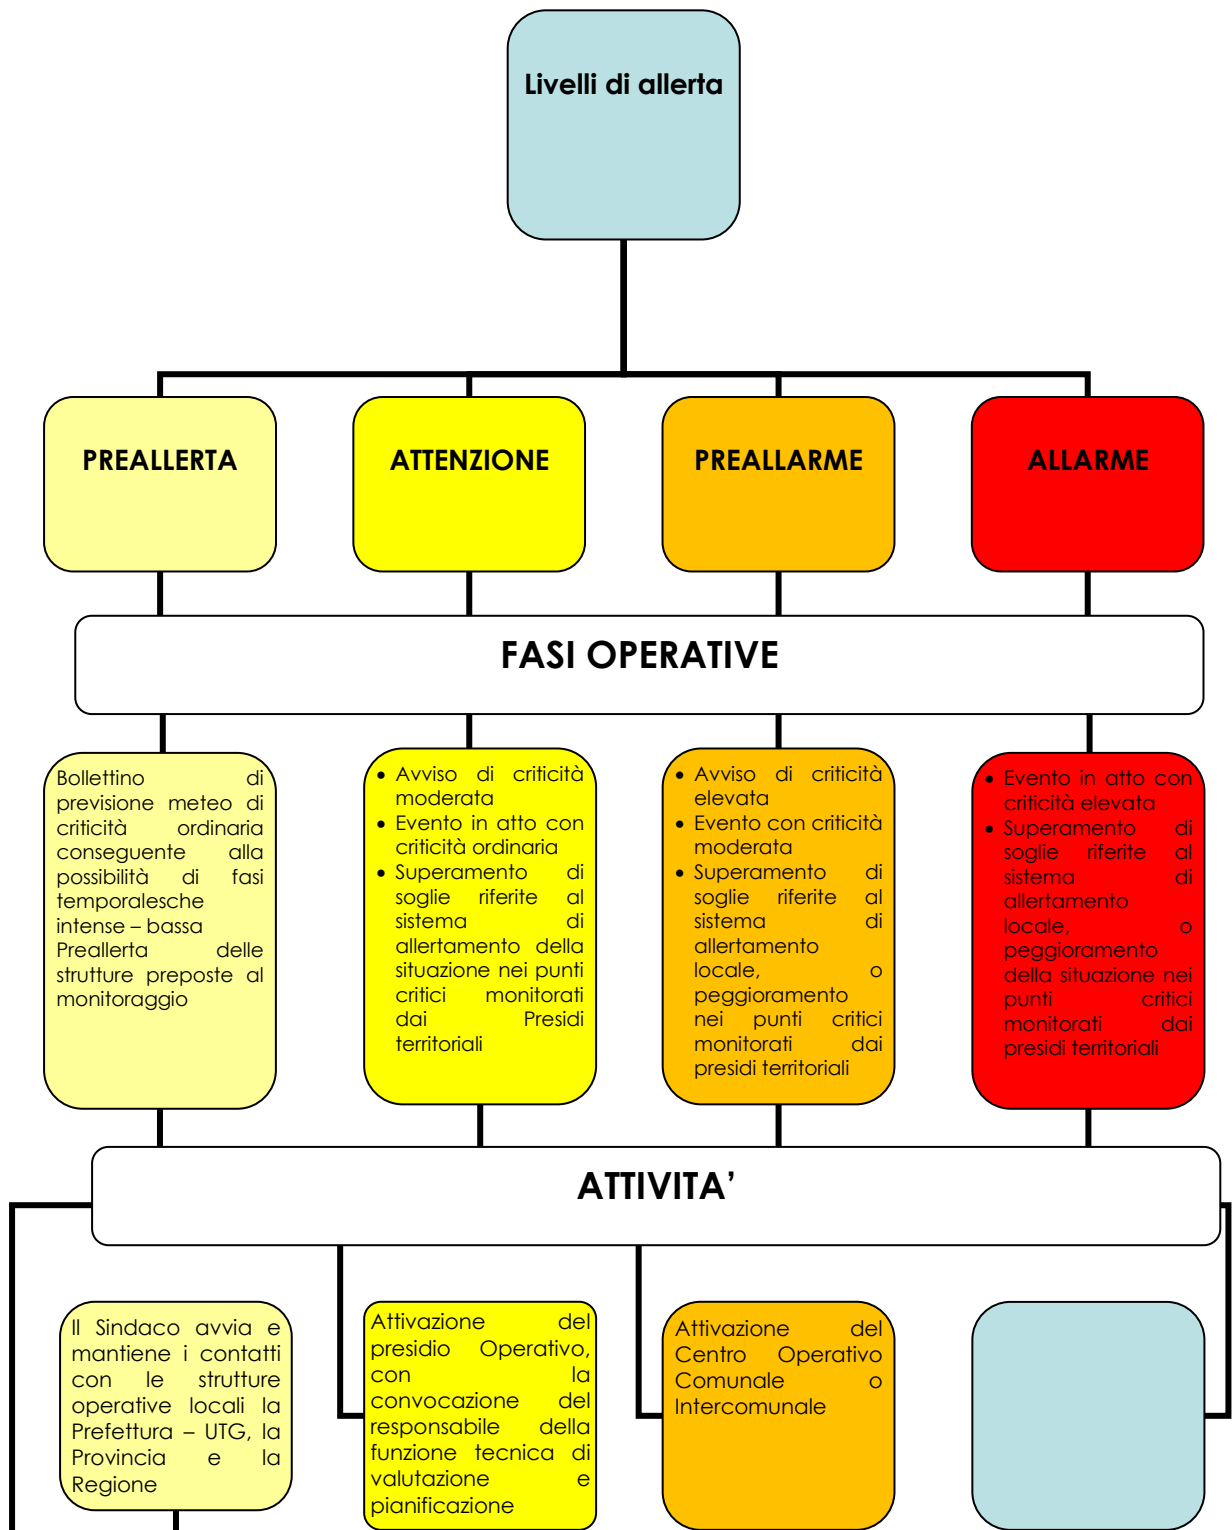 Livelli di allerta
PREALLERTA
ATTENZIONE
PREALLARME
ALLARME
FASI OPERATIVE
Bollettino di
previsione meteo di
criticità ordinaria
conseguente alla
possibilità di fasi
temporalesche
intense – bassa
Preallerta delle
strutture preposte al
monitoraggio
• Avviso di criticità
moderata
• Evento in atto con
criticità ordinaria
• Superamento di
soglie riferite al
sistema di
allertamento della
situazione nei punti
critici monitorati
dai Presidi
territoriali
• Avviso di criticità
elevata
• Evento con criticità
moderata
• Superamento di
soglie riferite al
sistema di
allertamento
locale, o
peggioramento
nei punti critici
monitorati dai
presidi territoriali
• Evento in atto con
criticità elevata
• Superamento di
soglie riferite al
sistema di
allertamento
locale, o
peggioramento
della situazione nei
punti critici
monitorati dai
presidi territoriali
ATTIVITA’
Il Sindaco avvia e
mantiene i contatti
con le strutture
operative locali la
Prefettura – UTG, la
Provincia e la
Regione
Attivazione del
presidio Operativo,
con la
convocazione del
responsabile della
funzione tecnica di
valutazione e
pianificazione
Attivazione del
Centro Operativo
Comunale o
Intercomunale